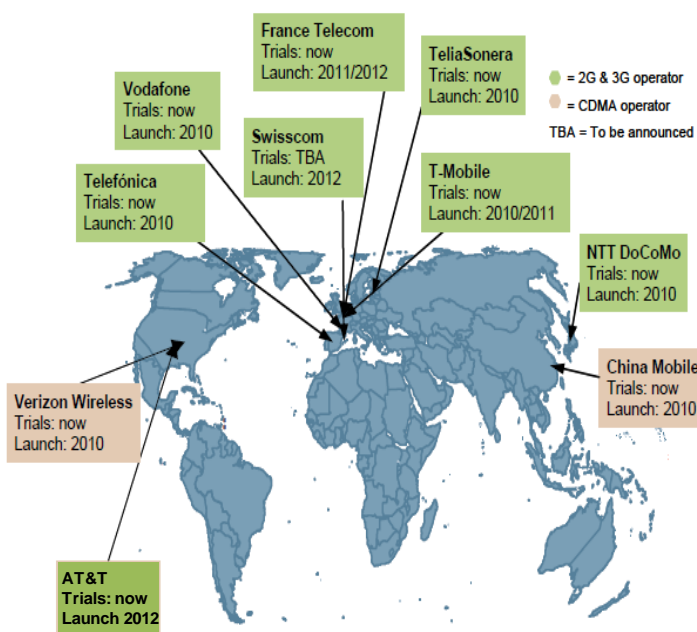 France Telecom
Trials: now
Launch: 2011/2012
TeliaSonera
Trials: now
Launch: 2010
= 2G & 3G operator
= CDMA operator
TBA = To be announced
Vodafone
Trials: now
Launch: 2010
Swisscom
Trials: TBA
Launch: 2012
T-Mobile
Trials: now
Launch: 2010/2011
Telefónica
Trials: now
Launch: 2010
NTT DoCoMo
Trials: now
Launch: 2010
China Mobile
Trials: now
Launch: 2010
Verizon Wireless
Trials: now
Launch: 2010
AT&T
Trials: now
Launch 2012